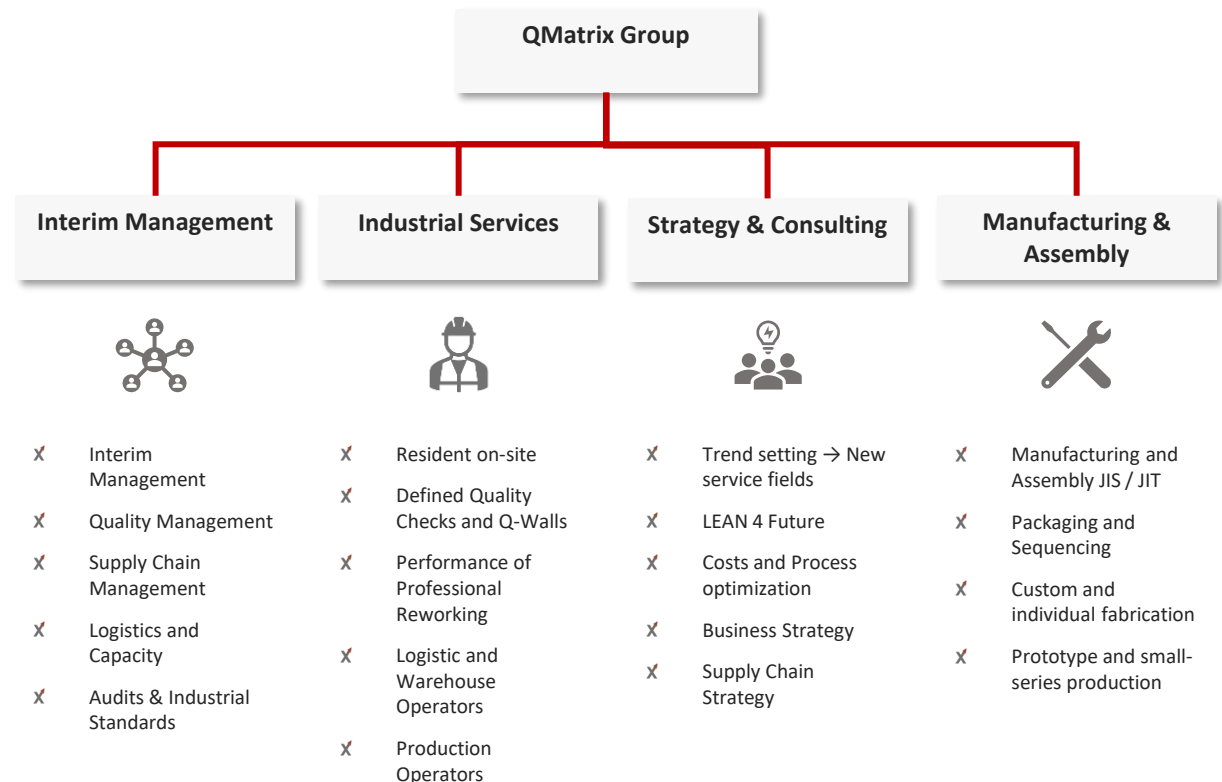 QMatrix Group
Interim Management
Industrial Services
Strategy & Consulting
Manufacturing &
Assembly
Interim
Management
Quality Management
Supply Chain
Management
Logistics and
Capacity
Audits & Industrial
Standards
Resident on-site
Defined Quality
Checks and Q-Walls
Performance of
Professional
Reworking
Logistic and
Warehouse
Operators
Production
Operators
Trend setting → New
service fields
LEAN 4 Future
Costs and Process
optimization
Business Strategy
Supply Chain
Strategy
Manufacturing and
Assembly JIS / JIT
Packaging and
Sequencing
Custom and
individual fabrication
Prototype and small-
series production